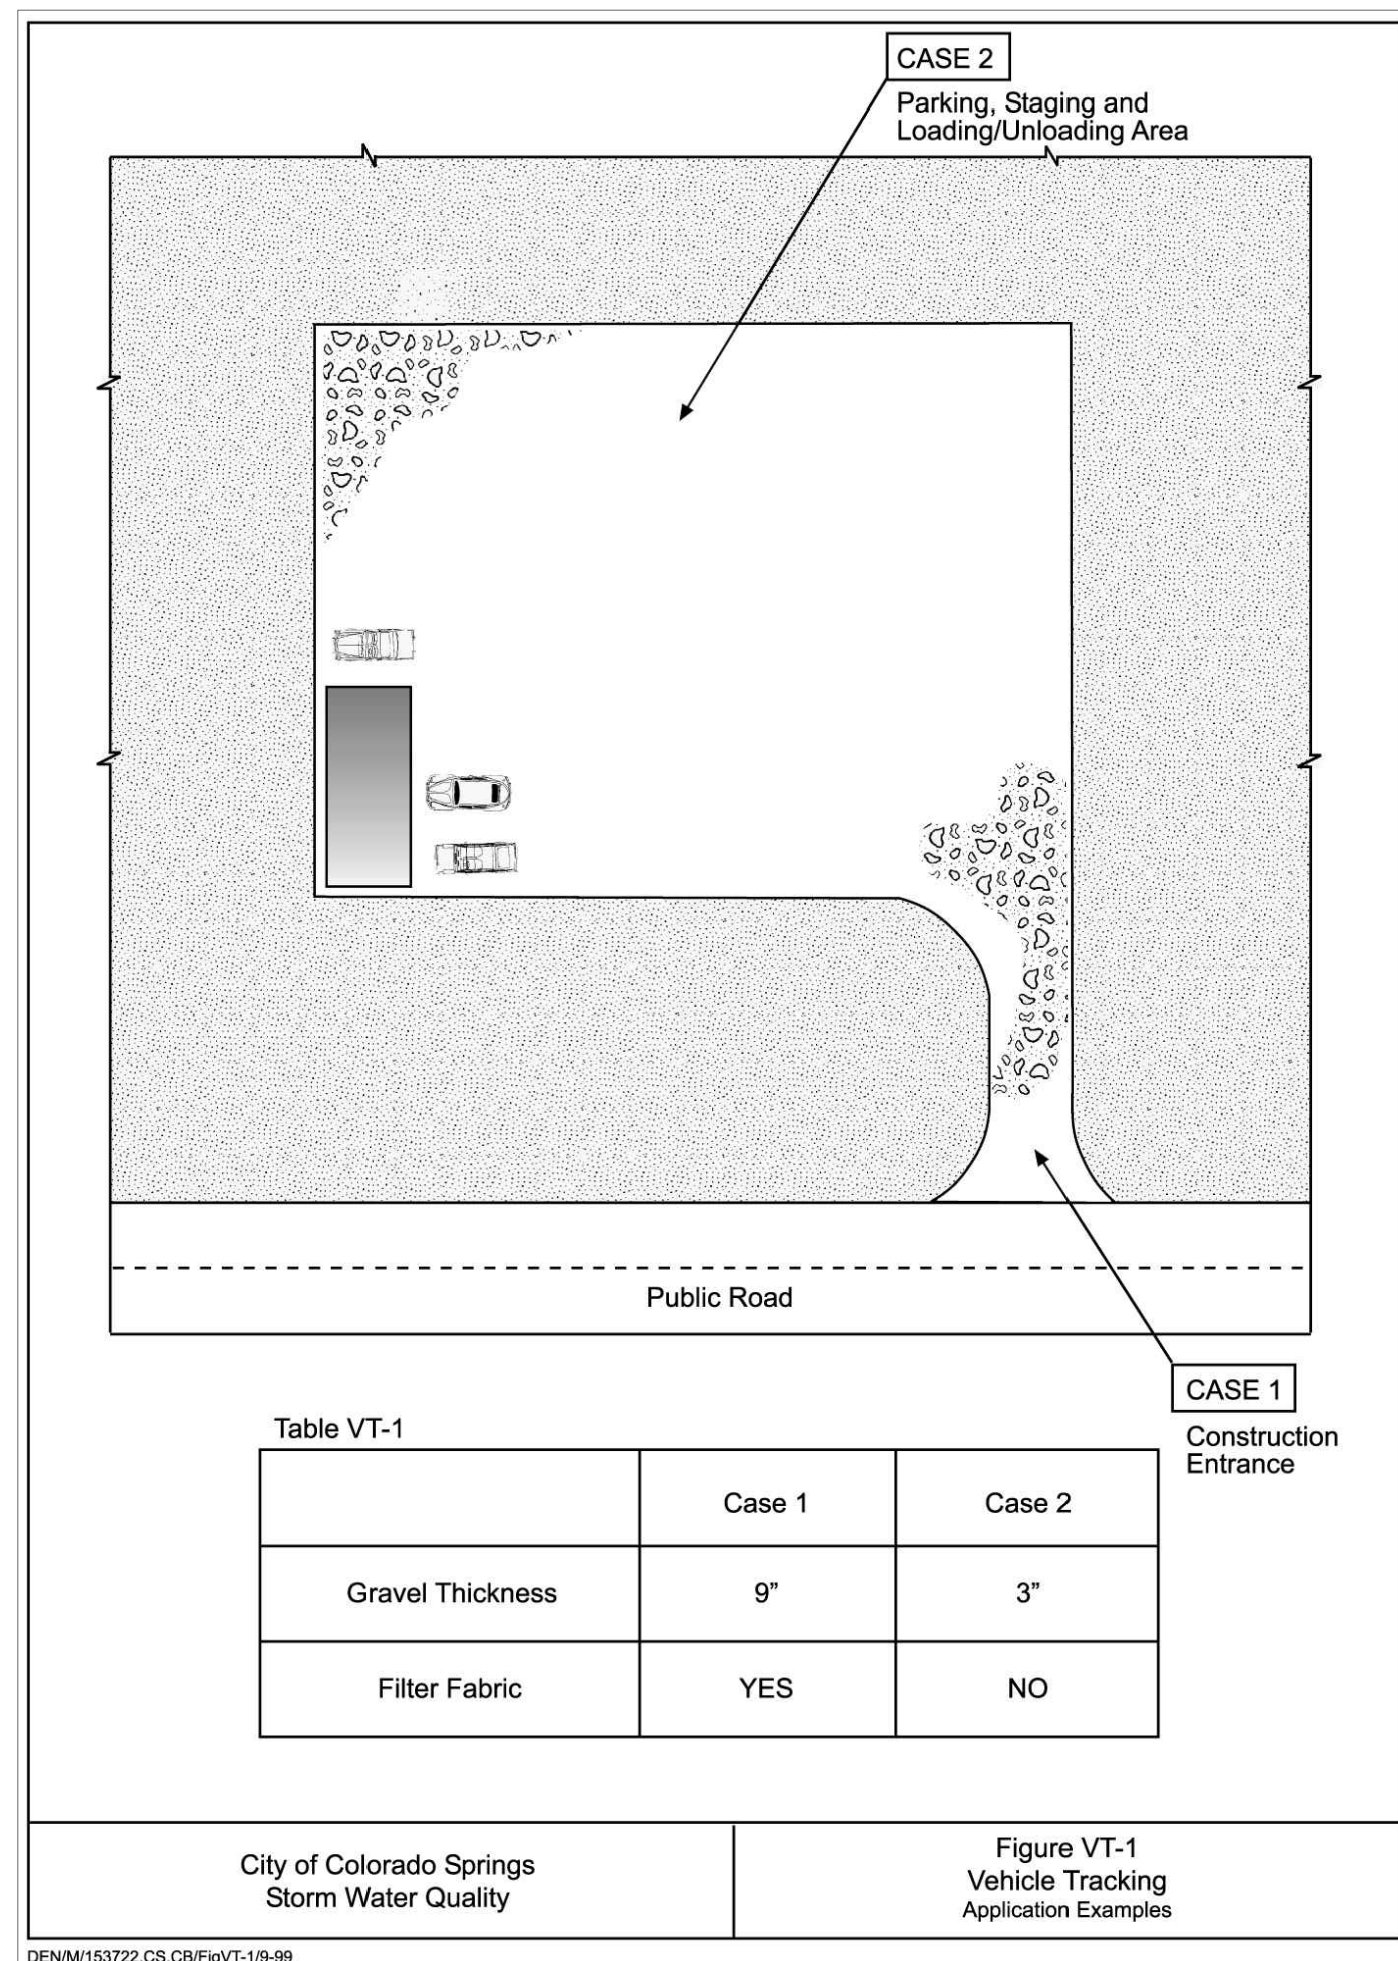 CASE 2
Parking, Staging and
Loading/Unloading Area
Public Road
CASE 1
Construction
Entrance
Table VT-1
Case 1 Case 2
Gravel Thickness 9” 3”
Filter Fabric YES NO
City of Colorado Springs
Storm Water Quality
Figure VT-1
Vehicle Tracking
Application Examples
DEN/M/153722.CS.CB/FigVT-1/9-99